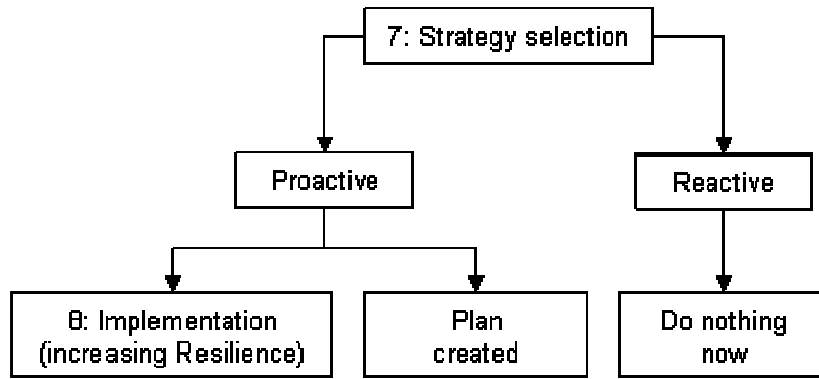 7: Strategy selection
Proactive
Reactive
8: Implementation
(increasing Resilience)
Plan
created
Do nothing
now